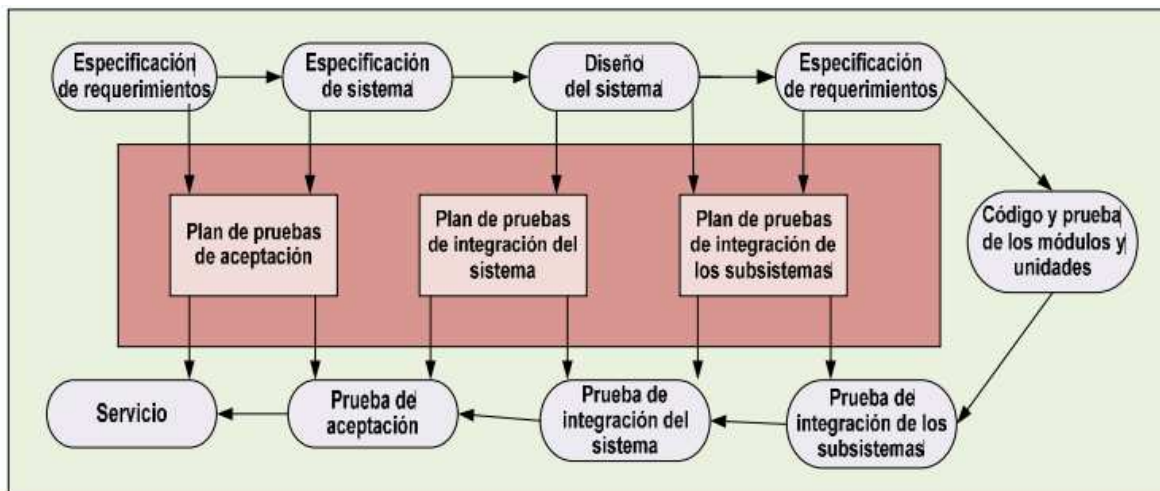 Especificación
de requerimientos
Especificación
de sistema
Diseño
del sistema
Especificación
de requerimientos
Plan de pruebas
de aceptación
Plan de pruebas
de integración del
sistema
Plan de pruebas
de integración de
los subsistemas
Código y prueba
de los módulos y
unidades
Servicio
Prueba de
aceptación
Prueba de
integración del
sistema
Prueba de
integración de los
subsistemas